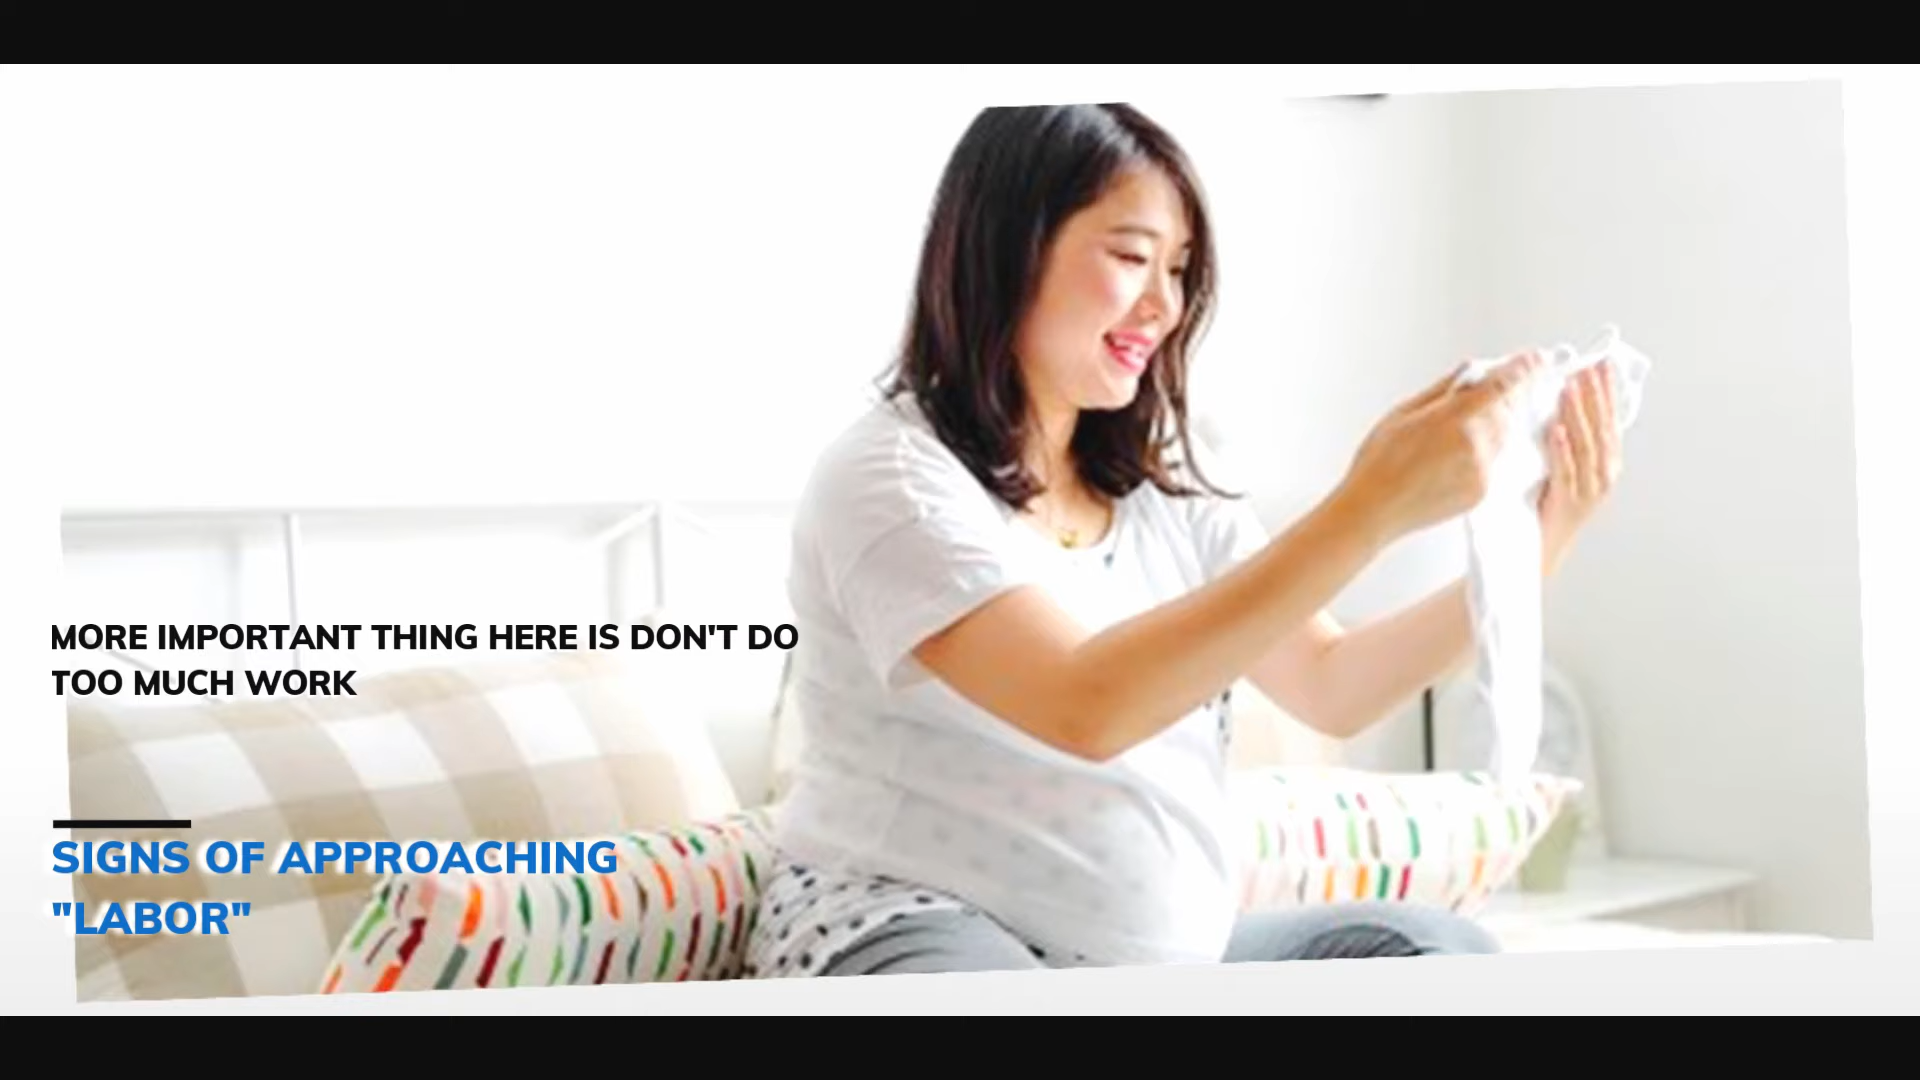 MORE IMPORTANT THING HERE IS DON'T DO
TOO MUCH WORK
SIGNS OF APPROACHING
"LABOR"